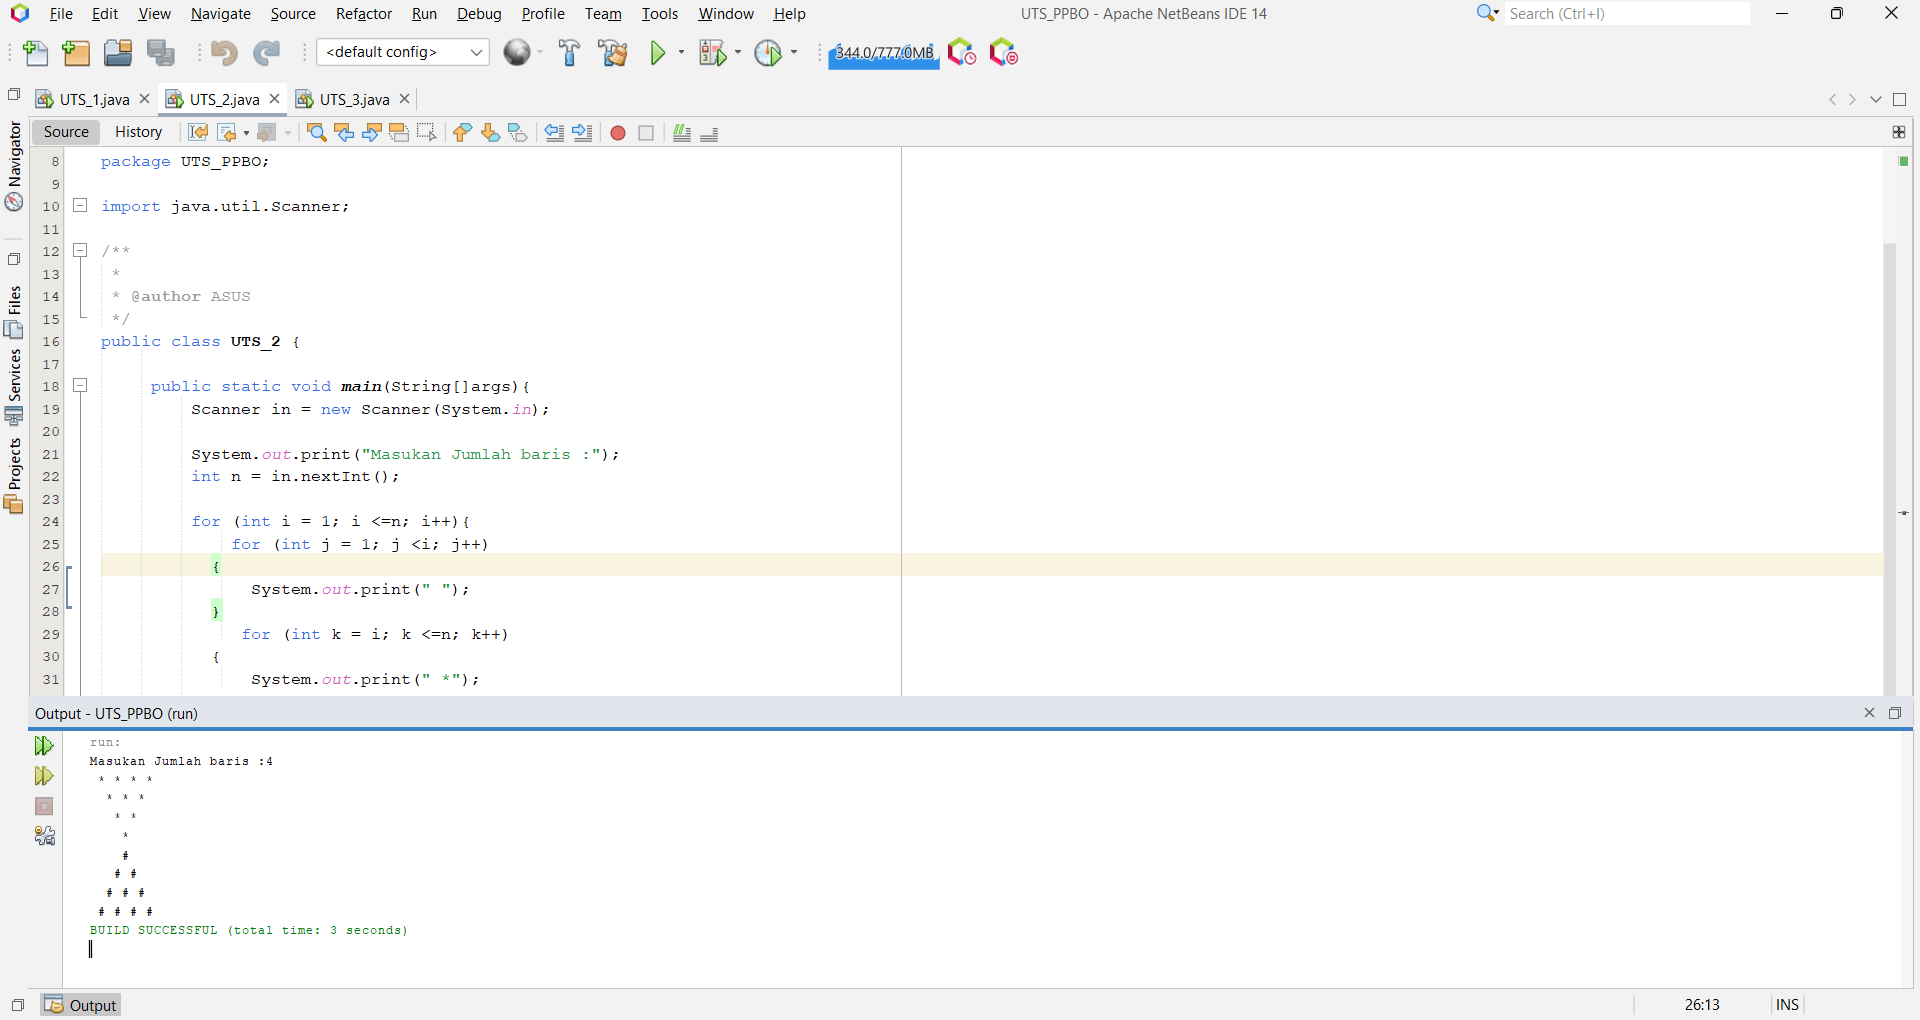 File Edit View Navigate Source Refactor Run Debug Profile Team Tools Window Help
UTS_PPBO - Apache NetBeans IDE 14
Search (Ctrl+I)
<default config>
344.0/777.0MB
UTS_1.java
UTS_2.java
UTS_3.java
Source History
Navigator
Files
Services
Projects
8 package UTS_PPBO;
9
10 import java.util.Scanner;
11
12 /**
13 *
14 * @author ASUS
15 */
16 public class UTS_2 {
17
18 public static void main(String[]args){
19 Scanner in = new Scanner(System.in);
20
21 System.out.print("Masukan Jumlah baris :");
22 int n = in.nextInt();
23
24 for (int i = 1; i <=n; i++){
25 for (int j = 1; j <i; j++)
26 {
27 System.out.print(" ");
28 }
29 for (int k = i; k <=n; k++)
30 {
31 System.out.print(" *");
Output - UTS_PPBO (run)
run:
Masukan Jumlah baris :4
* * * *
* * *
* *
*
#
# #
# # #
# # # #
BUILD SUCCESSFUL (total time: 3 seconds)
Output
26:13
INS